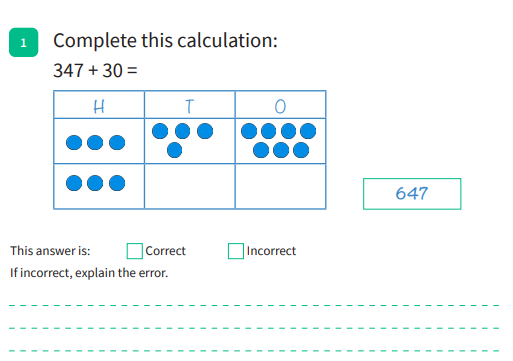 1
Complete this calculation:
347 + 30 =
H T O
647
This answer is: Correct Incorrect
If incorrect, explain the error.